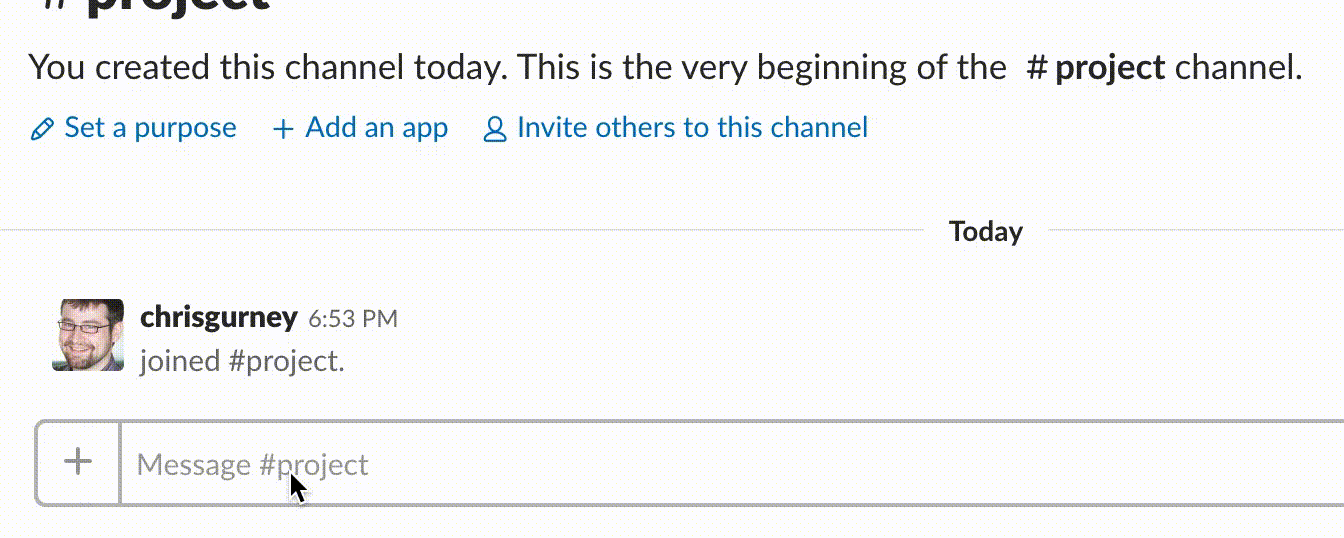 # project
You created this channel today. This is the very beginning of the #project channel.
Set a purpose + Add an app Invite others to this channel
Today
chrisgurney 6:53 PM
joined #project.
+ Message #project